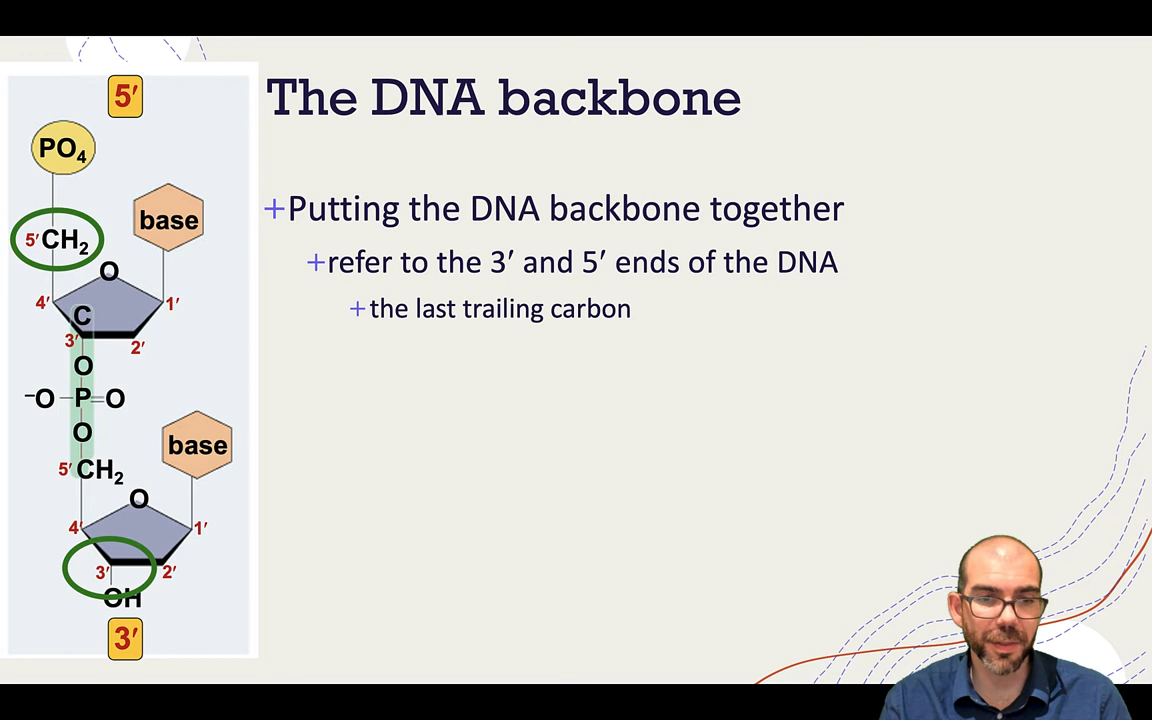 The DNA backbone
+Putting the DNA backbone together
+refer to the 3′ and 5′ ends of the DNA
+the last trailing carbon
5′
PO4
base
5′CH2
O
4′
1′
C
3′
2′
O
–O–P=O
O
base
5′CH2
O
4′
1′
3′
2′
OH
3′